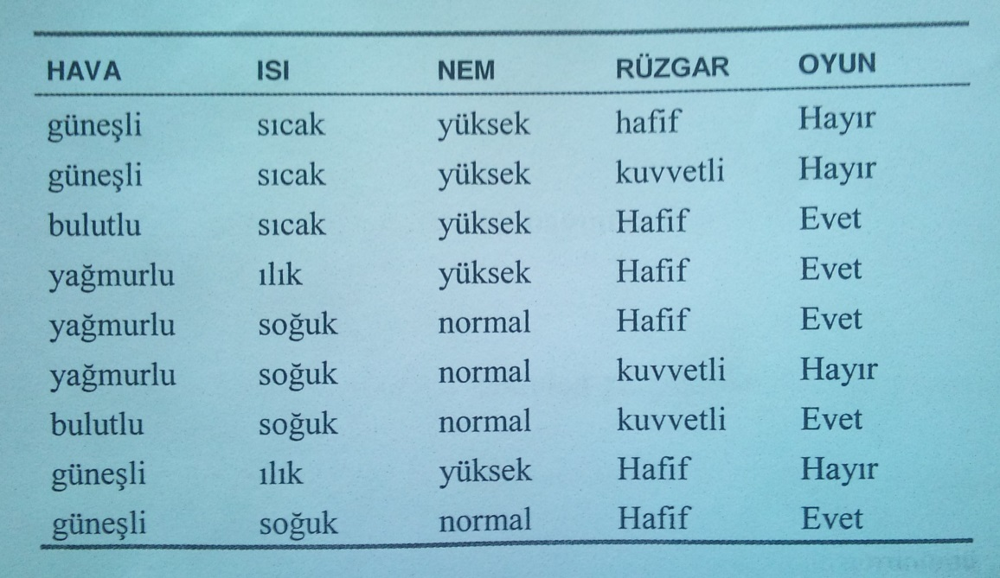 HAVA ISI NEM RÜZGAR OYUN
güneşli sıcak yüksek hafif Hayır
güneşli sıcak yüksek kuvvetli Hayır
bulutlu sıcak yüksek Hafif Evet
yağmurlu ılık yüksek Hafif Evet
yağmurlu soğuk normal Hafif Evet
yağmurlu soğuk normal kuvvetli Hayır
bulutlu soğuk normal kuvvetli Evet
güneşli ılık yüksek Hafif Hayır
güneşli soğuk normal Hafif Evet